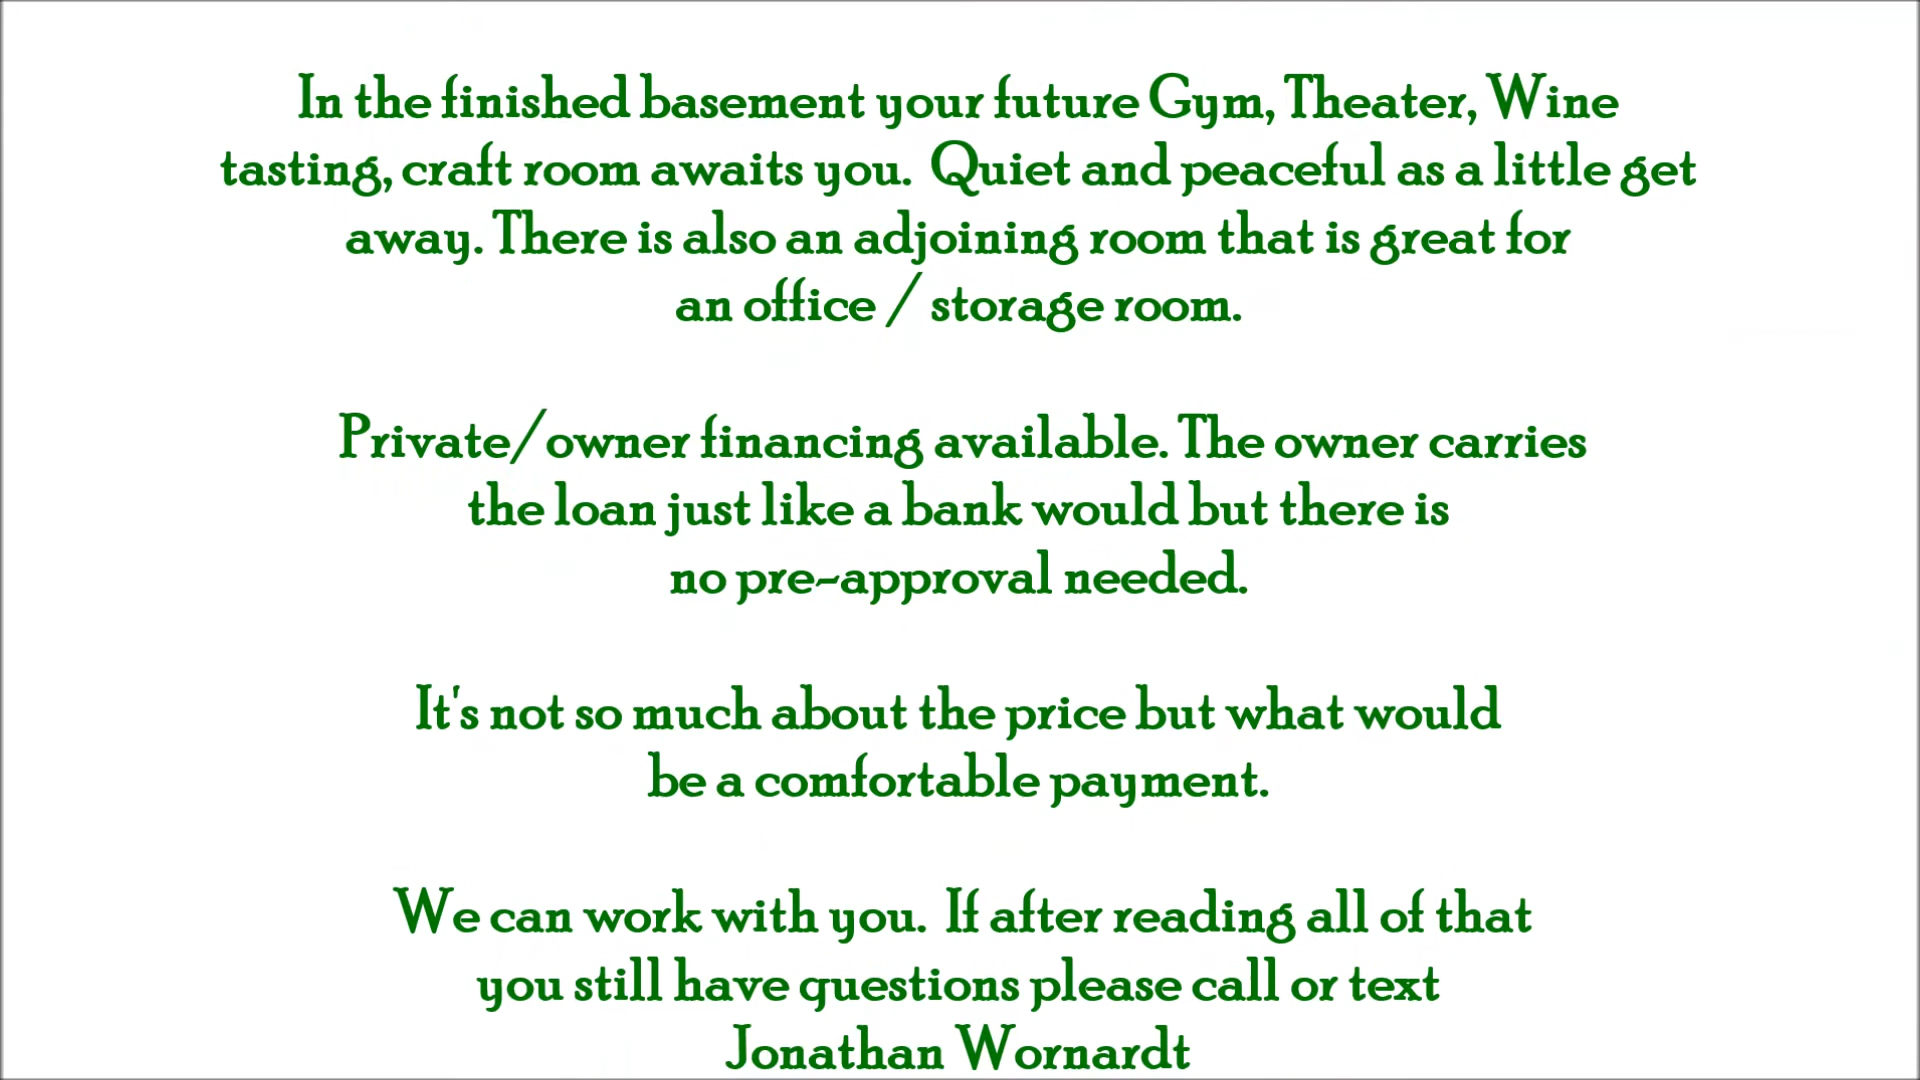 In the finished basement your future Gym, Theater, Wine
tasting, craft room awaits you.  Quiet and peaceful as a little get
away. There is also an adjoining room that is great for
an office / storage room.
Private/owner financing available. The owner carries
the loan just like a bank would but there is
no pre-approval needed.
It's not so much about the price but what would
be a comfortable payment.
We can work with you.  If after reading all of that
you still have questions please call or text
Jonathan Wornardt